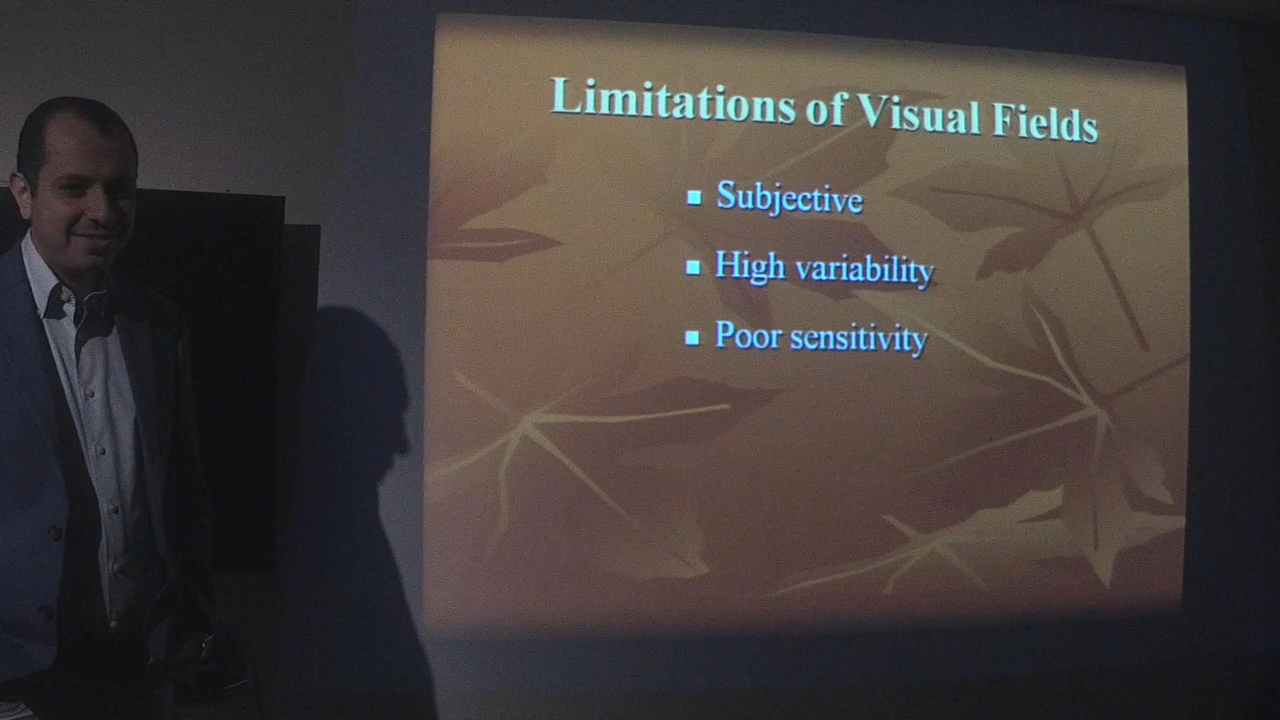 Limitations of Visual Fields
Subjective
High variability
Poor sensitivity